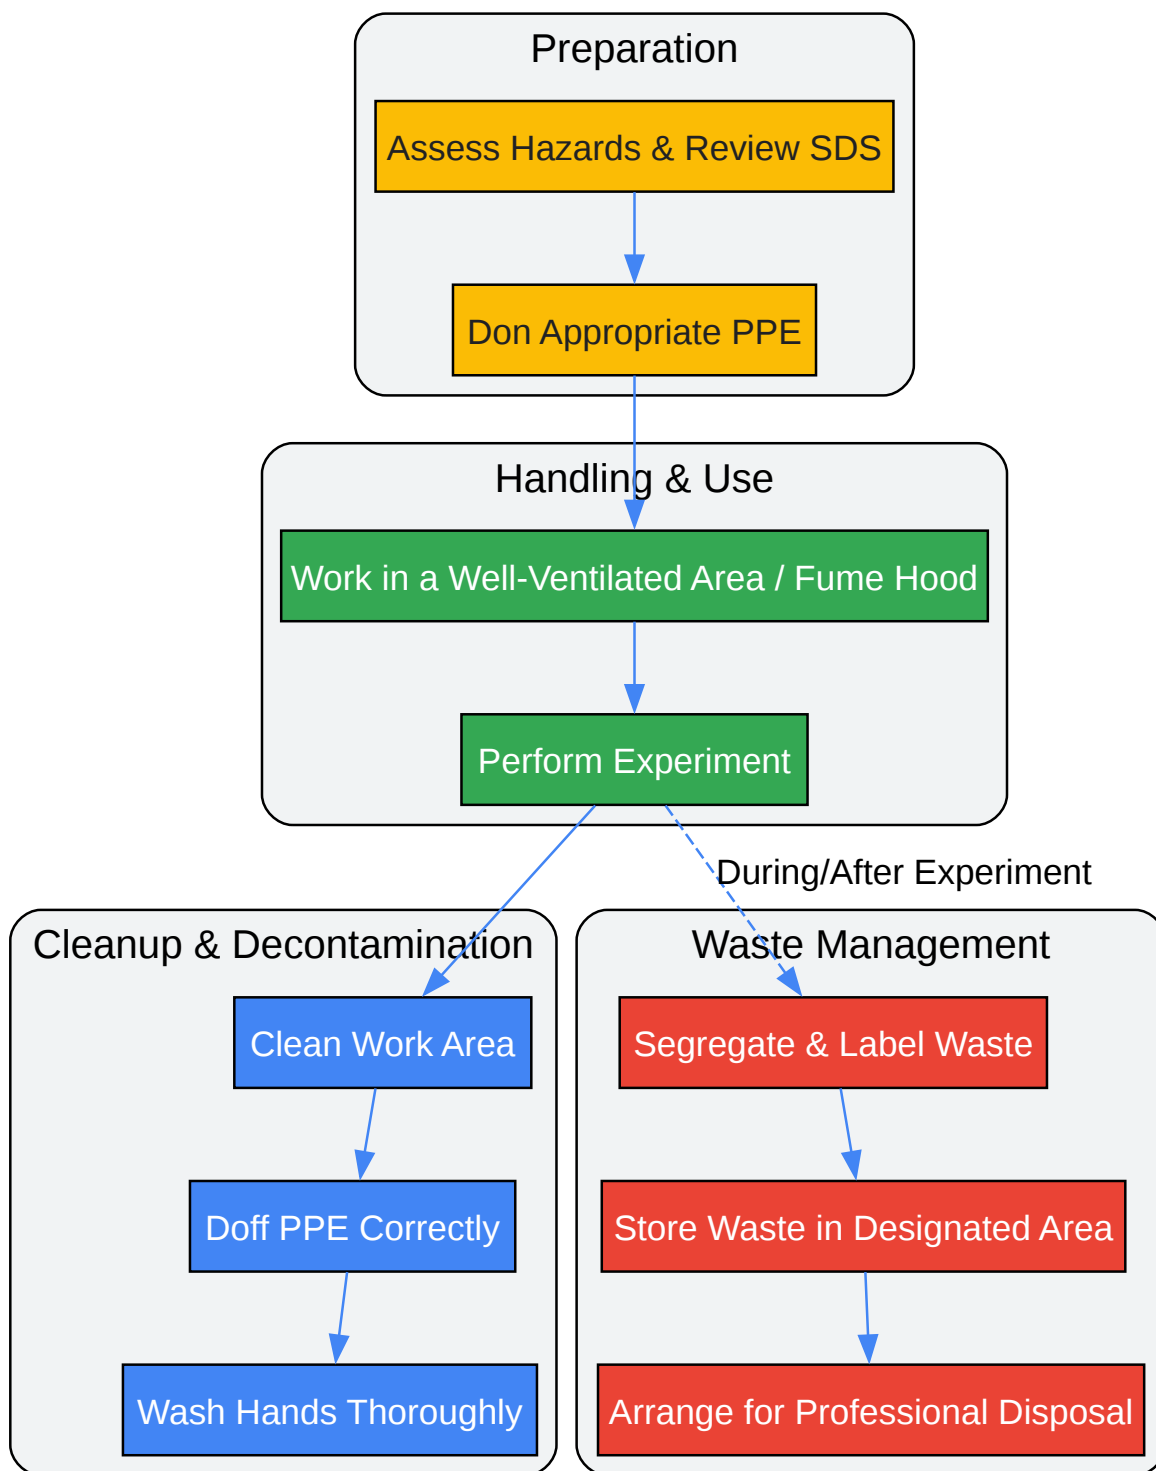 Preparation
Assess Hazards & Review SDS
Don Appropriate PPE
Handling & Use
Work in a Well-Ventilated Area / Fume Hood
Perform Experiment
During/After Experiment
Cleanup & Decontamination
Clean Work Area
Doff PPE Correctly
Wash Hands Thoroughly
Waste Management
Segregate & Label Waste
Store Waste in Designated Area
Arrange for Professional Disposal